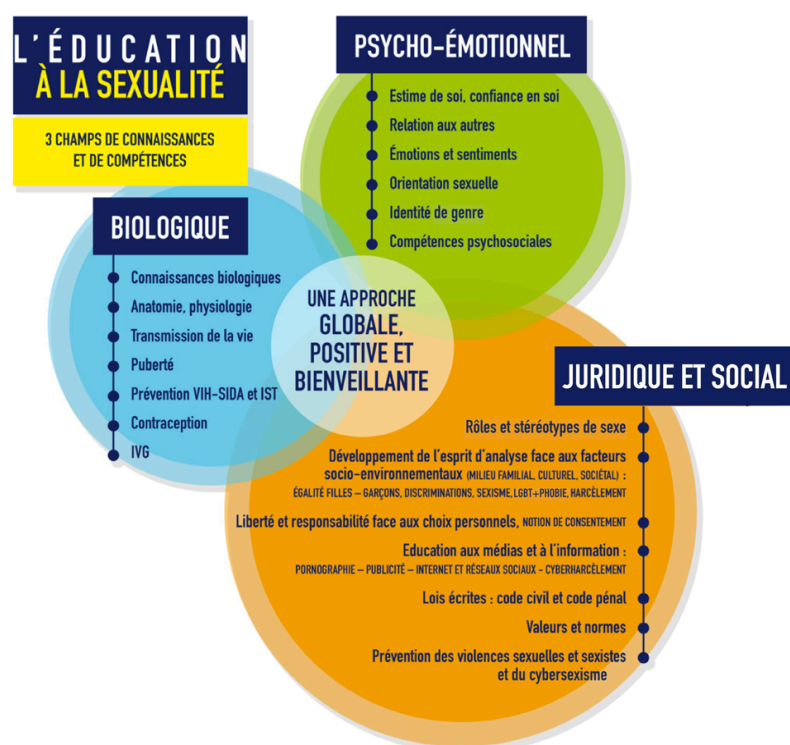 L'ÉDUCATION
À LA SEXUALITÉ
3 CHAMPS DE CONNAISSANCES
ET DE COMPÉTENCES
PSYCHO-ÉMOTIONNEL
Estime de soi, confiance en soi
Relation aux autres
Émotions et sentiments
Orientation sexuelle
Identité de genre
Compétences psychosociales
BIOLOGIQUE
Connaissances biologiques
Anatomie, physiologie
Transmission de la vie
Puberté
Prévention VIH-SIDA et IST
Contraception
IVG
UNE APPROCHE
GLOBALE,
POSITIVE ET
BIENVEILLANTE
JURIDIQUE ET SOCIAL
Rôles et stéréotypes de sexe
Développement de l'esprit d'analyse face aux facteurs
socio-environnementaux (MILIEU FAMILIAL, CULTUREL, SOCIÉTAL) :
ÉGALITÉ FILLES – GARÇONS, DISCRIMINATIONS, SEXISME, LGBT+PHOBIE, HARCÈLEMENT
Liberté et responsabilité face aux choix personnels, NOTION DE CONSENTEMENT
Education aux médias et à l'information :
PORNOGRAPHIE – PUBLICITÉ – INTERNET ET RÉSEAUX SOCIAUX - CYBERHARCÈLEMENT
Lois écrites : code civil et code pénal
Valeurs et normes
Prévention des violences sexuelles et sexistes
et du cybersexisme